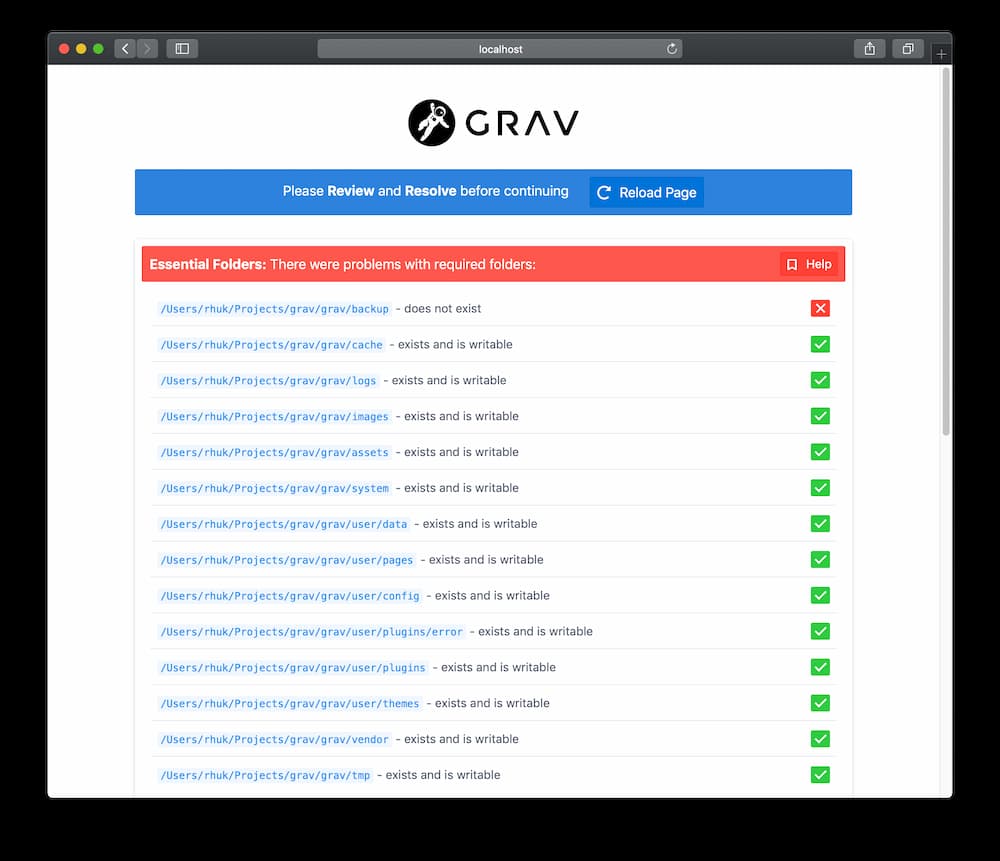 localhost
GRAV
Please Review and Resolve before continuing Reload Page
Essential Folders: There were problems with required folders: Help
/Users/rhuk/Projects/grav/grav/backup - does not exist
/Users/rhuk/Projects/grav/grav/cache - exists and is writable
/Users/rhuk/Projects/grav/grav/logs - exists and is writable
/Users/rhuk/Projects/grav/grav/images - exists and is writable
/Users/rhuk/Projects/grav/grav/assets - exists and is writable
/Users/rhuk/Projects/grav/grav/system - exists and is writable
/Users/rhuk/Projects/grav/grav/user/data - exists and is writable
/Users/rhuk/Projects/grav/grav/user/pages - exists and is writable
/Users/rhuk/Projects/grav/grav/user/config - exists and is writable
/Users/rhuk/Projects/grav/grav/user/plugins/error - exists and is writable
/Users/rhuk/Projects/grav/grav/user/plugins - exists and is writable
/Users/rhuk/Projects/grav/grav/user/themes - exists and is writable
/Users/rhuk/Projects/grav/grav/vendor - exists and is writable
/Users/rhuk/Projects/grav/grav/tmp - exists and is writable